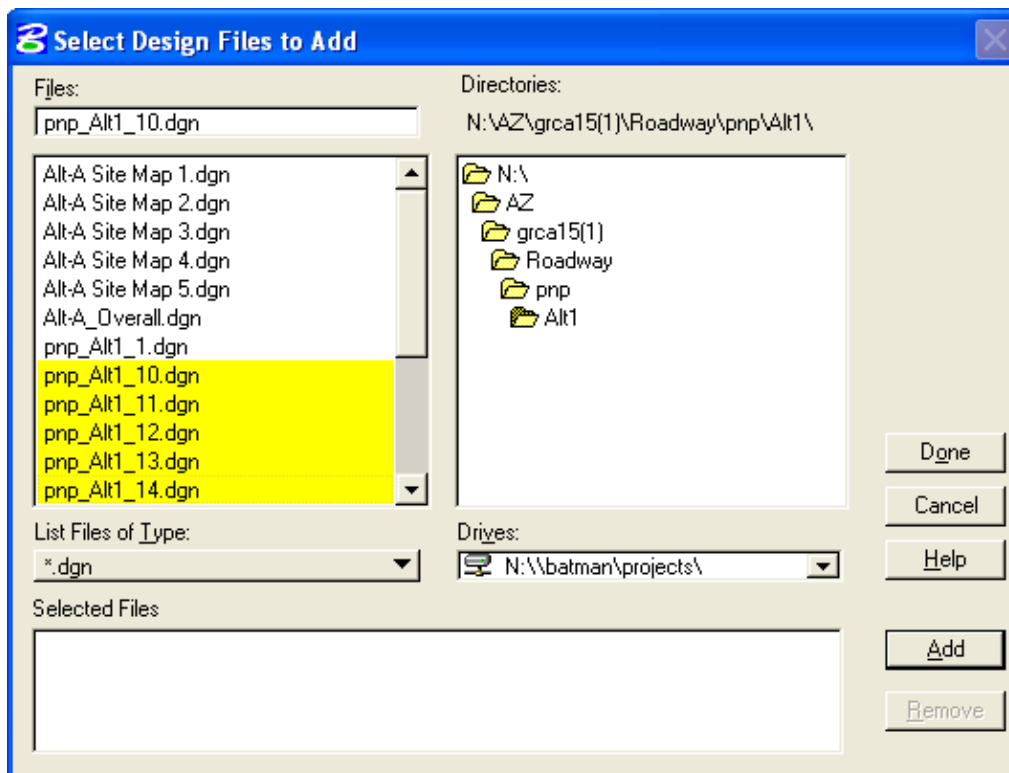 Select Design Files to Add
Files:
pnp_Alt1_10.dgn
Alt-A Site Map 1.dgn
Alt-A Site Map 2.dgn
Alt-A Site Map 3.dgn
Alt-A Site Map 4.dgn
Alt-A Site Map 5.dgn
Alt-A_Overall.dgn
pnp_Alt1_1.dgn
pnp_Alt1_10.dgn
pnp_Alt1_11.dgn
pnp_Alt1_12.dgn
pnp_Alt1_13.dgn
pnp_Alt1_14.dgn
List Files of Type:
*.dgn
Directories:
N:\AZ\grca15(1)\Roadway\pnp\Alt1\
N:\
AZ
grca15(1)
Roadway
pnp
Alt1
Drives:
N:\\batman\projects\
Done
Cancel
Help
Selected Files
Add
Remove